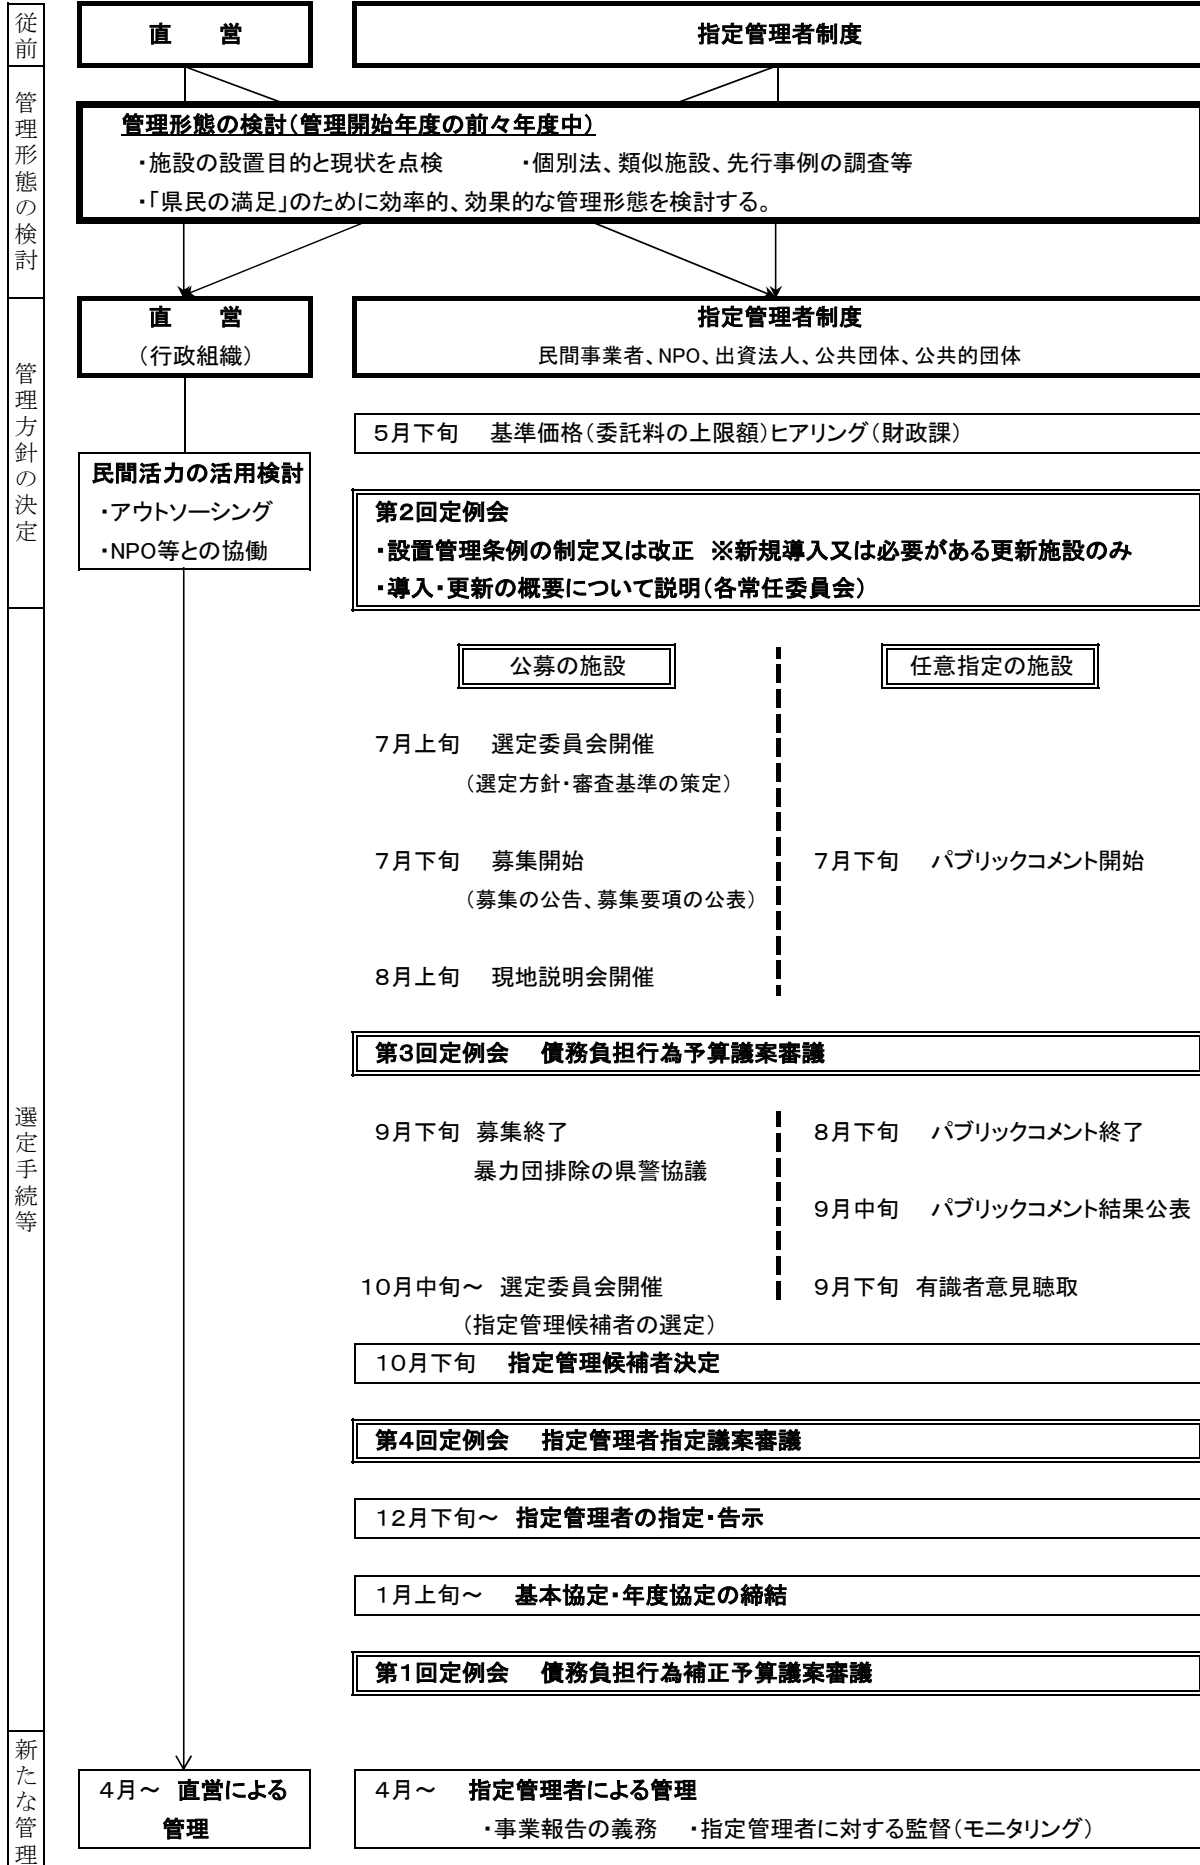 従前
直　営
指定管理者制度
管理形態の検討
管理形態の検討（管理開始年度の前々年度中）
・施設の設置目的と現状を点検　・個別法、類似施設、先行事例の調査等
・「県民の満足」のために効率的、効果的な管理形態を検討する。
管理方針の決定
直　営
（行政組織）
指定管理者制度
民間事業者、NPO、出資法人、公共団体、公共的団体
民間活力の活用検討
・アウトソーシング
・NPO等との協働
５月下旬　基準価格（委託料の上限額）ヒアリング（財政課）
第２回定例会
・設置管理条例の制定又は改正　※新規導入又は必要がある更新施設のみ
・導入・更新の概要について説明（各常任委員会）
選定手続等
公募の施設
任意指定の施設
７月上旬　選定委員会開催
（選定方針・審査基準の策定）
７月下旬　募集開始
（募集の公告、募集要項の公表）
７月下旬　パブリックコメント開始
８月上旬　現地説明会開催
第３回定例会　債務負担行為予算議案審議
９月下旬　募集終了
暴力団排除の県警協議
８月下旬　パブリックコメント終了
９月中旬　パブリックコメント結果公表
１０月中旬～　選定委員会開催
（指定管理候補者の選定）
９月下旬　有識者意見聴取
１０月下旬　指定管理候補者決定
第４回定例会　指定管理者指定議案審議
１２月下旬～　指定管理者の指定・告示
１月上旬～　基本協定・年度協定の締結
第１回定例会　債務負担行為補正予算議案審議
新たな管理
４月～　直営による
管理
４月～　指定管理者による管理
・事業報告の義務　・指定管理者に対する監督（モニタリング）